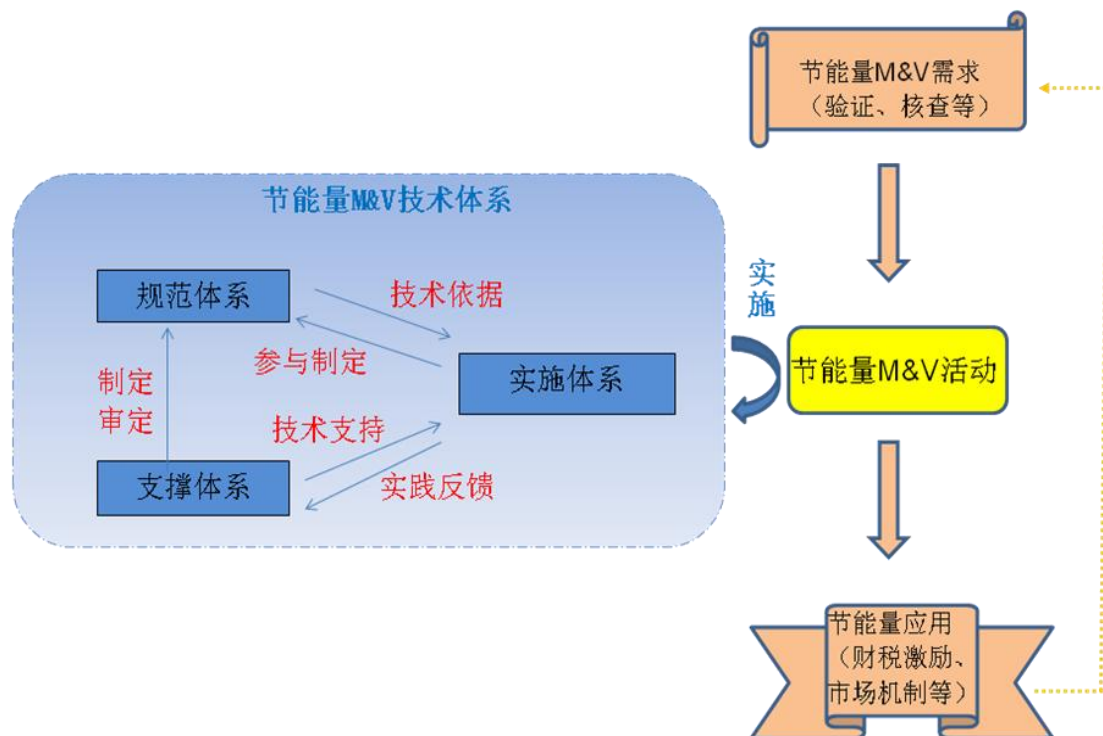 节能量M&V需求
（验证、核查等）
节能量M&V技术体系
规范体系
技术依据
参与制定
实施体系
制定
审定
技术支持
支撑体系
实践反馈
实
施
节能量M&V活动
节能量应用
（财税激励、
市场机制等）